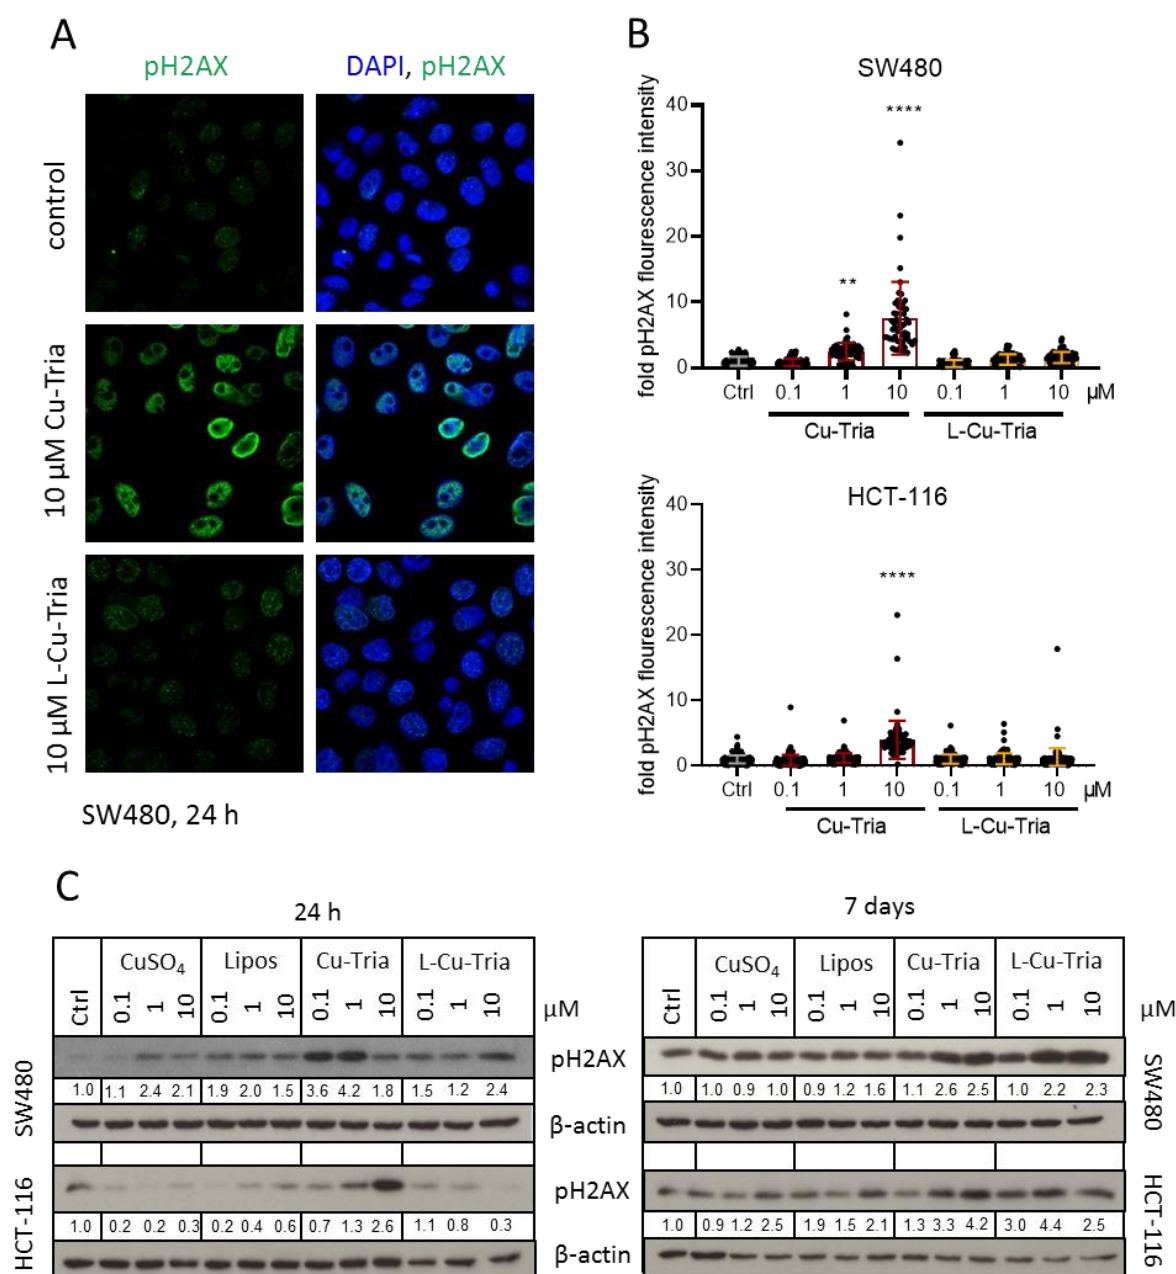 A
pH2AX
DAPI, pH2AX
control
10 µM Cu-Tria
10 µM L-Cu-Tria
SW480, 24 h
B
SW480
fold pH2AX flourescence intensity
40
30
20
10
0
****
**
Ctrl 0.1 1 10 0.1 1 10 µM
Cu-Tria L-Cu-Tria
HCT-116
fold pH2AX flourescence intensity
40
30
20
10
0
****
Ctrl 0.1 1 10 0.1 1 10 µM
Cu-Tria L-Cu-Tria
C
24 h
Ctrl CuSO4 Lipos Cu-Tria L-Cu-Tria
0.1 1 10 0.1 1 10 0.1 1 10 0.1 1 10 µM
SW480
pH2AX
1.0 1.1 2.4 2.1 1.9 2.0 1.5 3.6 4.2 1.8 1.5 1.2 2.4
β-actin
HCT-116
pH2AX
1.0 0.2 0.2 0.3 0.2 0.4 0.6 0.7 1.3 2.6 1.1 0.8 0.3
β-actin
7 days
Ctrl CuSO4 Lipos Cu-Tria L-Cu-Tria
0.1 1 10 0.1 1 10 0.1 1 10 0.1 1 10 µM
SW480
1.0 1.0 0.9 1.0 0.9 1.2 1.6 1.1 2.6 2.5 1.0 2.2 2.3
HCT-116
1.0 0.9 1.2 2.5 1.9 1.5 2.1 1.3 3.3 4.2 3.0 4.4 2.5